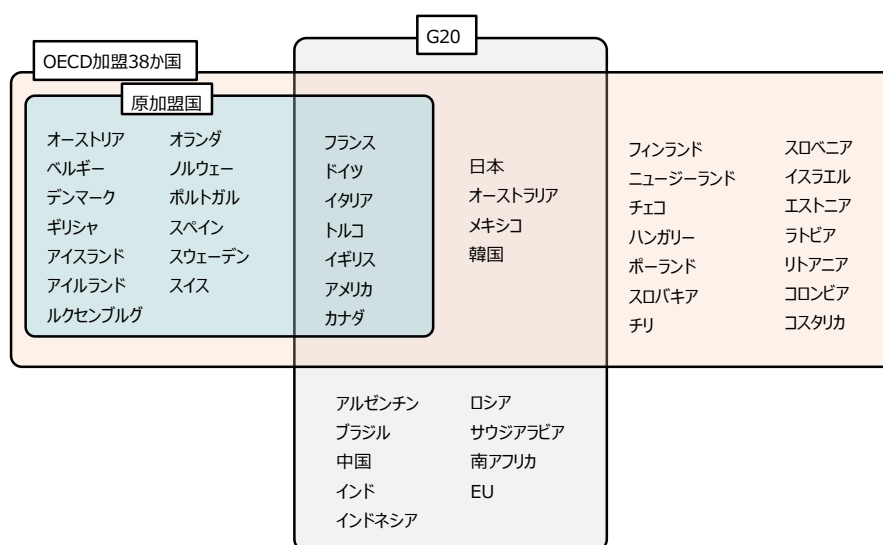 G20
OECD加盟38か国
原加盟国
オーストリア
ベルギー
デンマーク
ギリシャ
アイスランド
アイルランド
ルクセンブルグ
オランダ
ノルウェー
ポルトガル
スペイン
スウェーデン
スイス
フランス
ドイツ
イタリア
トルコ
イギリス
アメリカ
カナダ
日本
オーストラリア
メキシコ
韓国
フィンランド
ニュージーランド
チェコ
ハンガリー
ポーランド
スロバキア
チリ
スロベニア
イスラエル
エストニア
ラトビア
リトアニア
コロンビア
コスタリカ
アルゼンチン
ブラジル
中国
インド
インドネシア
ロシア
サウジアラビア
南アフリカ
EU